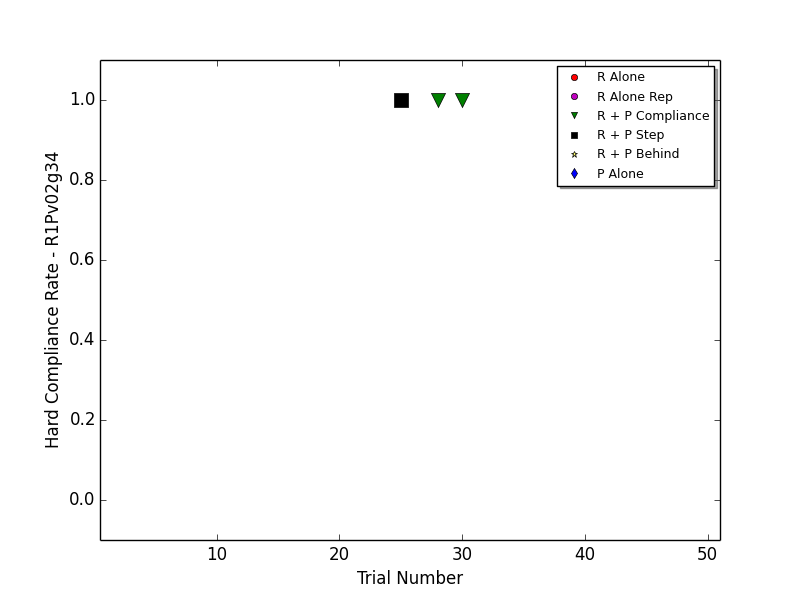 R Alone
R Alone Rep
R + P Compliance
R + P Step
R + P Behind
P Alone
1.0
0.8
0.6
0.4
0.2
0.0
Hard Compliance Rate - R1Pv02g34
10 20 30 40 50
Trial Number